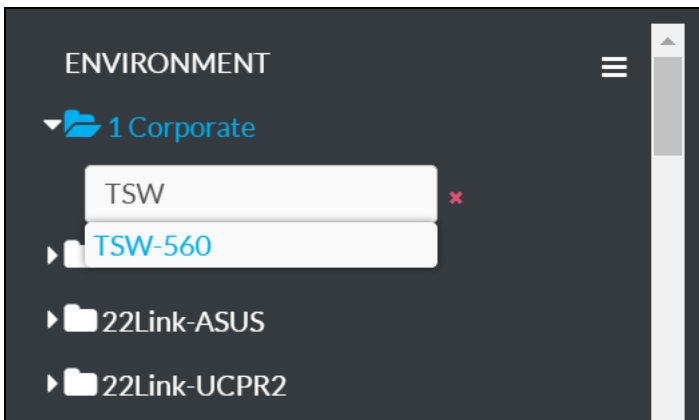 ENVIRONMENT
1 Corporate
TSW
TSW-560
22Link-ASUS
22Link-UCPR2